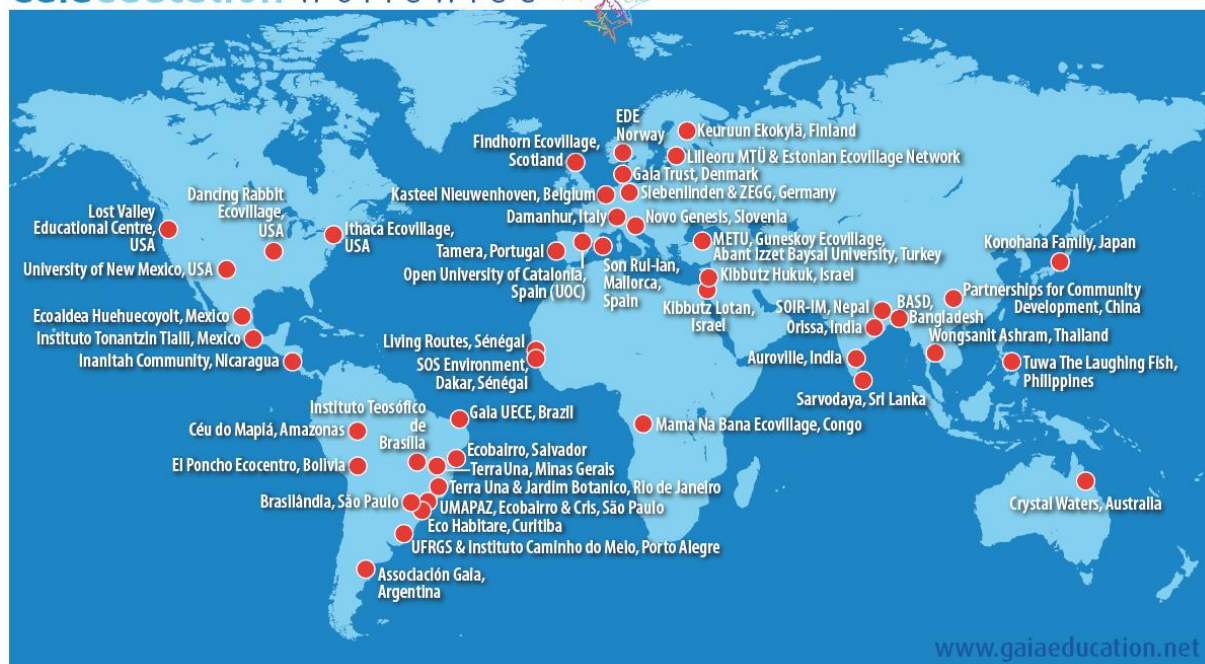 worldwide
EDE
Norway
Keuruun Ekokylä, Finland
Findhorn Ecovillage,
Scotland
Lilleoru MTÜ & Estonian Ecovillage Network
Gaia Trust, Denmark
Kasteel Nieuwenhoven, Belgium
Siebenlinden & ZEGG, Germany
Damanhur, Italy
Novo Genesis, Slovenia
Dancing Rabbit
Ecovillage,
USA
Lost Valley
Educational Centre,
USA
Ithaca Ecovillage,
USA
University of New Mexico, USA
Tamera, Portugal
Open University of Catalonia,
Spain (UOC)
Son Rul-lan,
Mallorca,
Spain
METU, Guneskoy Ecovillage,
Abant Izzet Baysal University, Turkey
Kibbutz Hukuk, Israel
Kibbutz Lotan,
Israel
Konohana Family, Japan
Partnerships for Community
Development, China
SOIR-IM, Nepal
BASD,
Bangladesh
Orissa, India
Wongsanit Ashram, Thailand
Auroville, India
Tuwa The Laughing Fish,
Philippines
Sarvodaya, Sri Lanka
Ecoaldea Huehuecoyolt, Mexico
Instituto Tonantzin Tlalli, Mexico
Inanitah Community, Nicaragua
Living Routes, Sénégal
SOS Environment,
Dakar, Sénégal
Instituto Teosófico
de
Brasilia
Gaia UECE, Brazil
Mama Na Bana Ecovillage, Congo
Céu do Mapiá, Amazonas
El Poncho Ecocentro, Bolivia
Ecobairro, Salvador
TerraUna, Minas Gerais
Terra Una & Jardim Botanico, Rio de Janeiro
Brasilândia, São Paulo
UMAPAZ, Ecobairro & Cris, São Paulo
Eco Habitare, Curitiba
UFRGS & Instituto Caminho do Meio, Porto Alegre
Associación Gaia,
Argentina
Crystal Waters, Australia
www.gaiaeducation.net